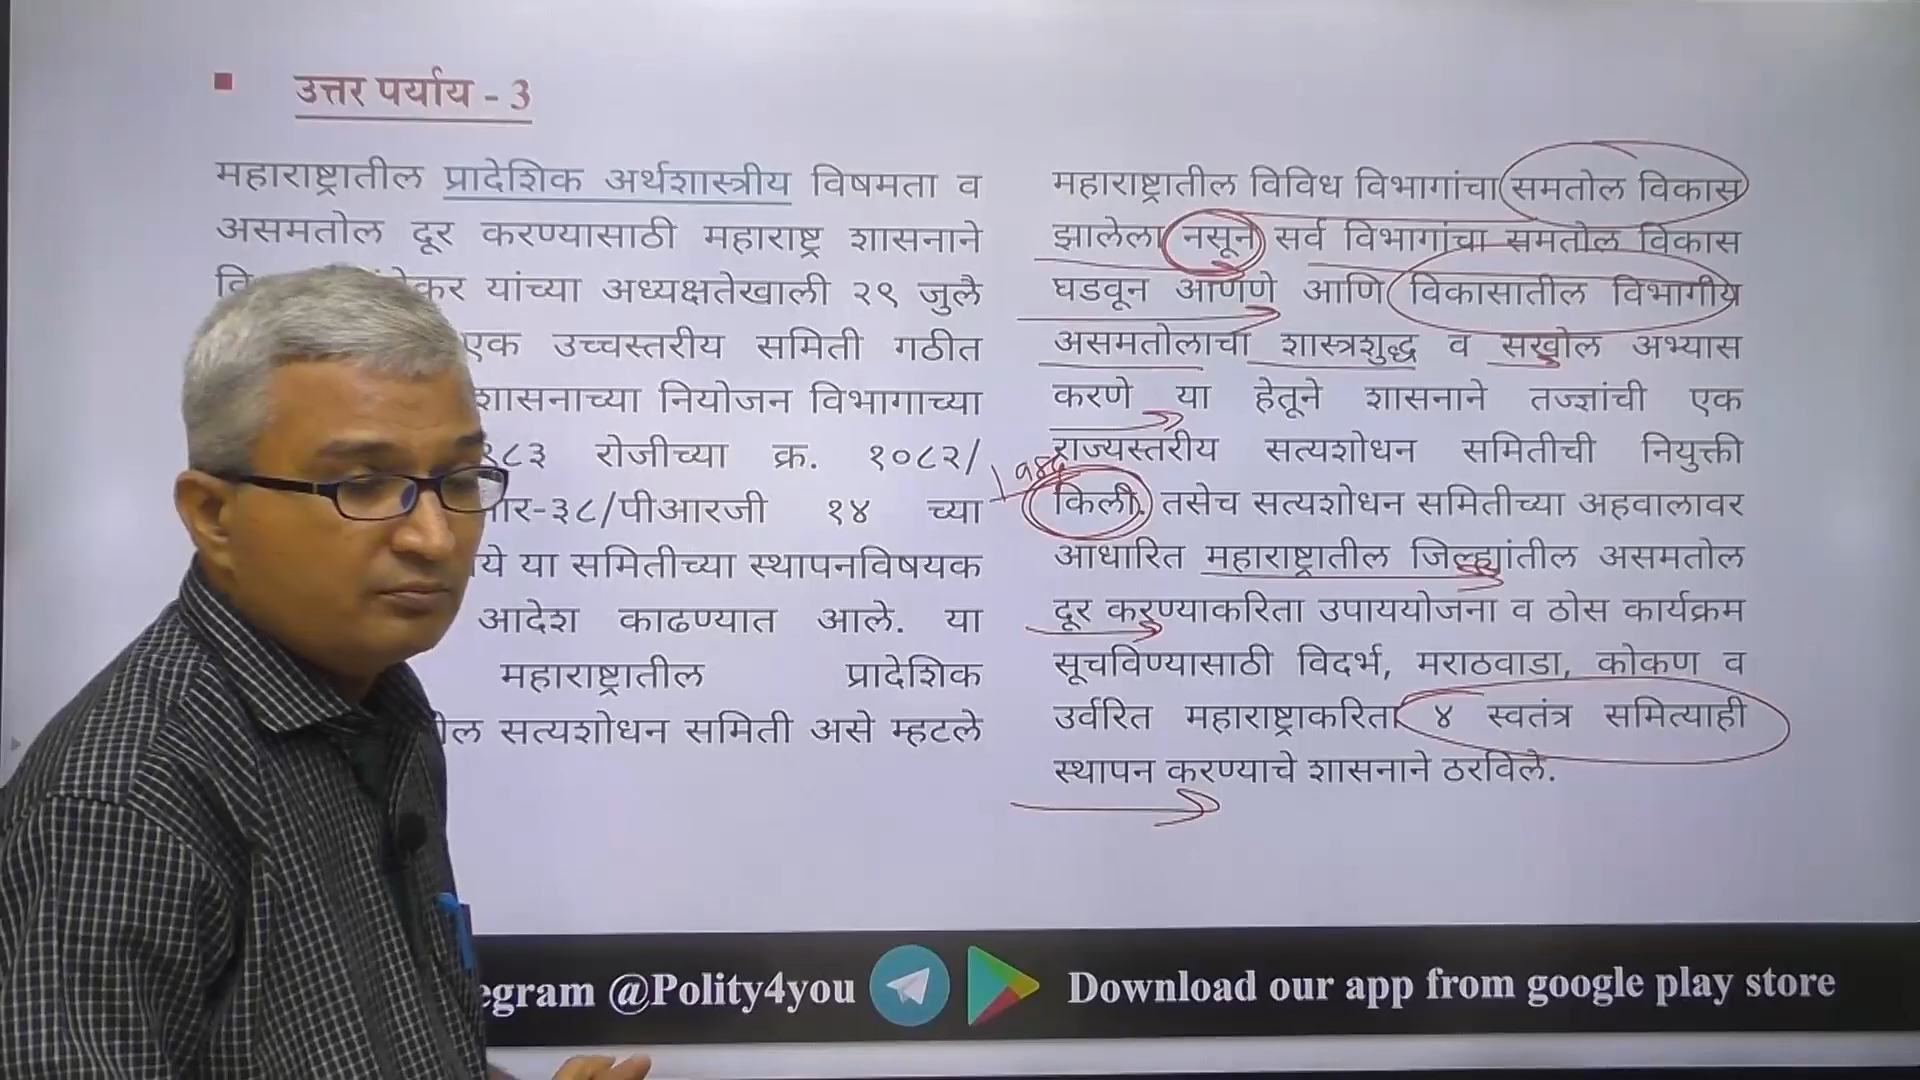 उत्तर पर्याय - 3
महाराष्ट्रातील प्रादेशिक अर्थशास्त्रीय विषमता व
असमतोल दूर करण्यासाठी महाराष्ट्र शासनाने
यांच्या अध्यक्षतेखाली २९ जुलै
एक उच्चस्तरीय समिती गठीत
शासनाच्या नियोजन विभागाच्या
रोजीच्या क्र. १०८२/
पीआरजी १४ च्या
या समितीच्या स्थापनविषयक
आदेश काढण्यात आले. या
महाराष्ट्रातील प्रादेशिक
सत्यशोधन समिती असे म्हटले
महाराष्ट्रातील विविध विभागांचा समतोल विकास
झालेला नसून सर्व विभागांचा समतोल विकास
घडवून आणणे आणि विकासातील विभागीय
असमतोलाचा शास्त्रशुद्ध व सखोल अभ्यास
करणे या हेतूने शासनाने तज्ज्ञांची एक
राज्यस्तरीय सत्यशोधन समितीची नियुक्ती
किली. तसेच सत्यशोधन समितीच्या अहवालावर
आधारित महाराष्ट्रातील जिल्ह्यांतील असमतोल
दूर करण्याकरिता उपाययोजना व ठोस कार्यक्रम
सूचविण्यासाठी विदर्भ, मराठवाडा, कोकण व
उर्वरित महाराष्ट्राकरिता ४ स्वतंत्र समित्याही
स्थापन करण्याचे शासनाने ठरविले.
@Polity4you
Download our app from google play store